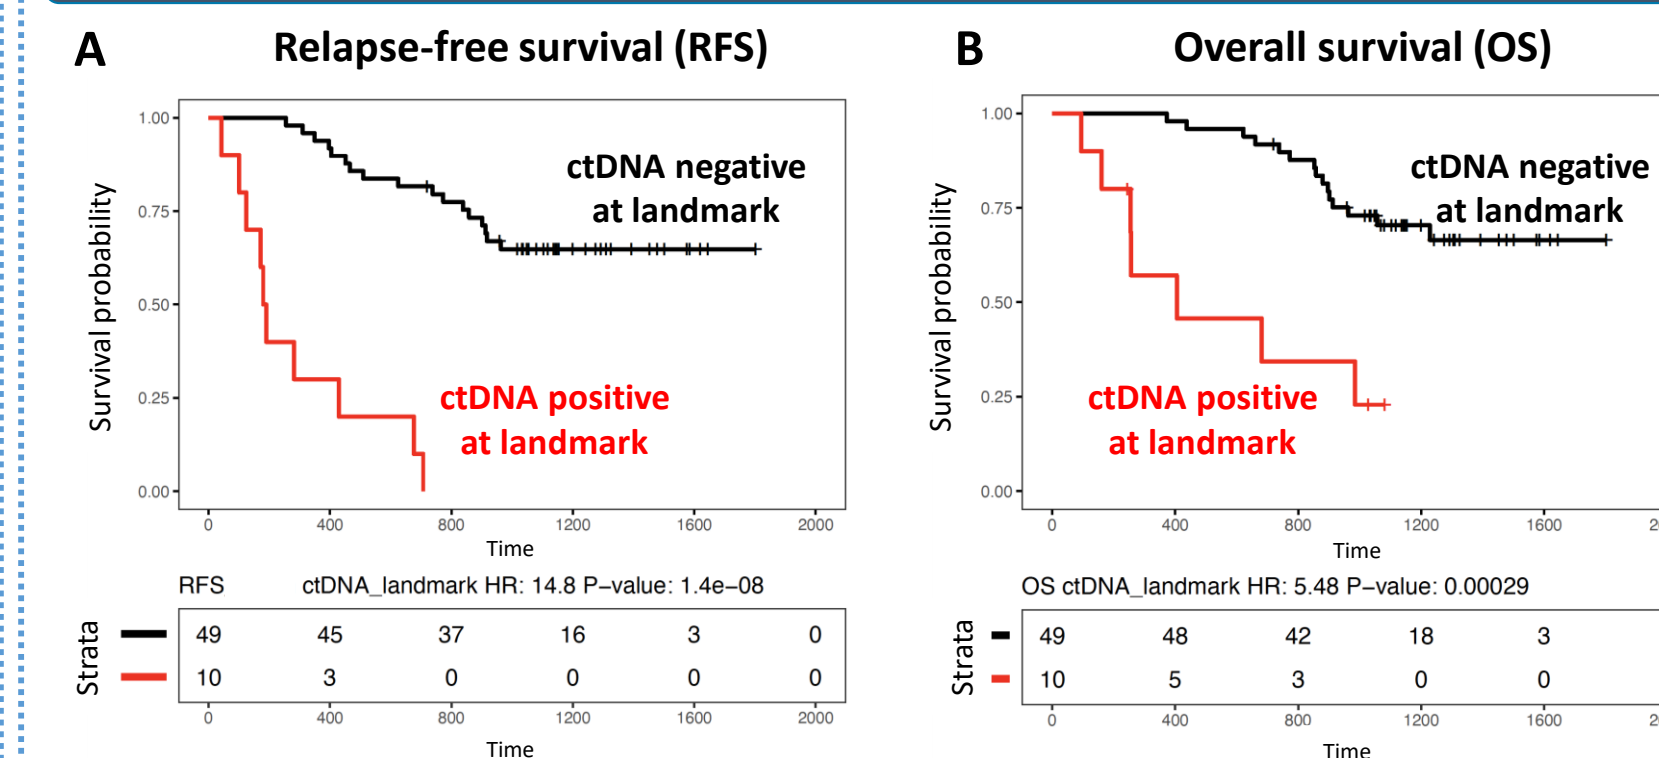 A Relapse-free survival (RFS)
1.00
0.75
0.50
0.25
0.00
Survival probability
ctDNA negative
at landmark
ctDNA positive
at landmark
0 400 800 1200 1600 2000
Time
RFS ctDNA_landmark HR: 14.8 P−value: 1.4e−08
Strata
49 45 37 16 3 0
10 3 0 0 0 0
0 400 800 1200 1600 2000
Time
B Overall survival (OS)
1.00
0.75
0.50
0.25
0.00
Survival probability
ctDNA negative
at landmark
ctDNA positive
at landmark
0 400 800 1200 1600
Time
OS ctDNA_landmark HR: 5.48 P−value: 0.00029
Strata
49 48 42 18 3
10 5 3 0 0
0 400 800 1200 1600
Time